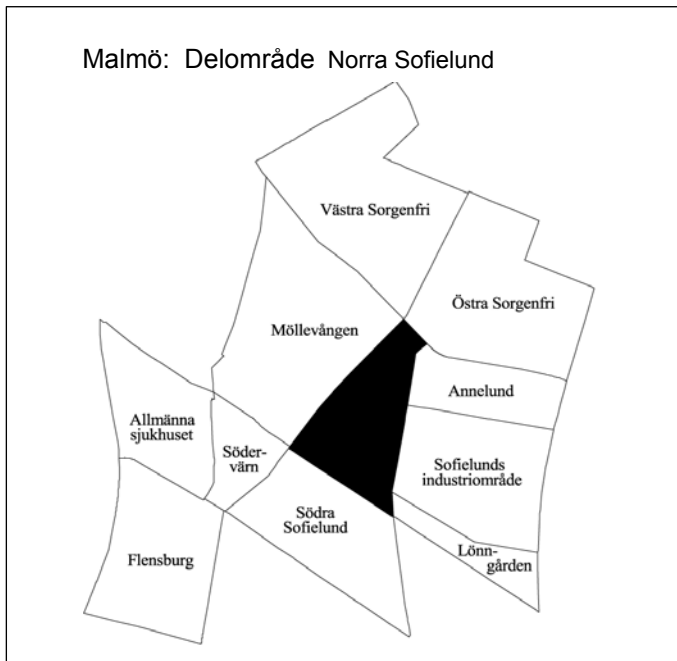 Malmö: Delområde Norra Sofielund
Västra Sorgenfri
Östra Sorgenfri
Möllevången
Annelund
Allmänna
sjukhuset
Söder-
värn
Sofielunds
industriområde
Södra
Sofielund
Lönn-
gården
Flensburg